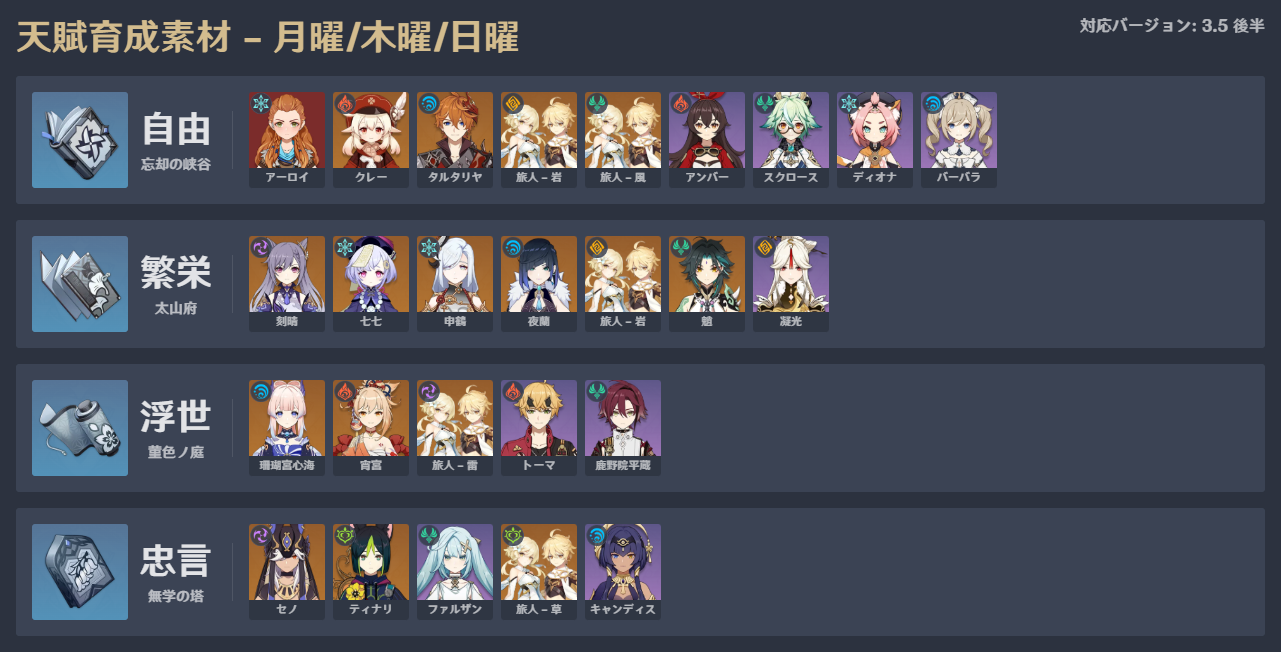 天賦育成素材 – 月曜/木曜/日曜
対応バージョン: 3.5 後半
自由
忘却の峡谷
アーロイ
クレー
タルタリヤ
旅人 – 岩
旅人 – 風
アンバー
スクロース
ディオナ
バーバラ
繁栄
太山府
刻晴
七七
申鶴
夜蘭
旅人 – 岩
魈
凝光
浮世
菫色ノ庭
珊瑚宮心海
宵宮
旅人 – 雷
トーマ
鹿野院平蔵
忠言
無学の塔
セノ
ティナリ
ファルザン
旅人 – 草
キャンディス